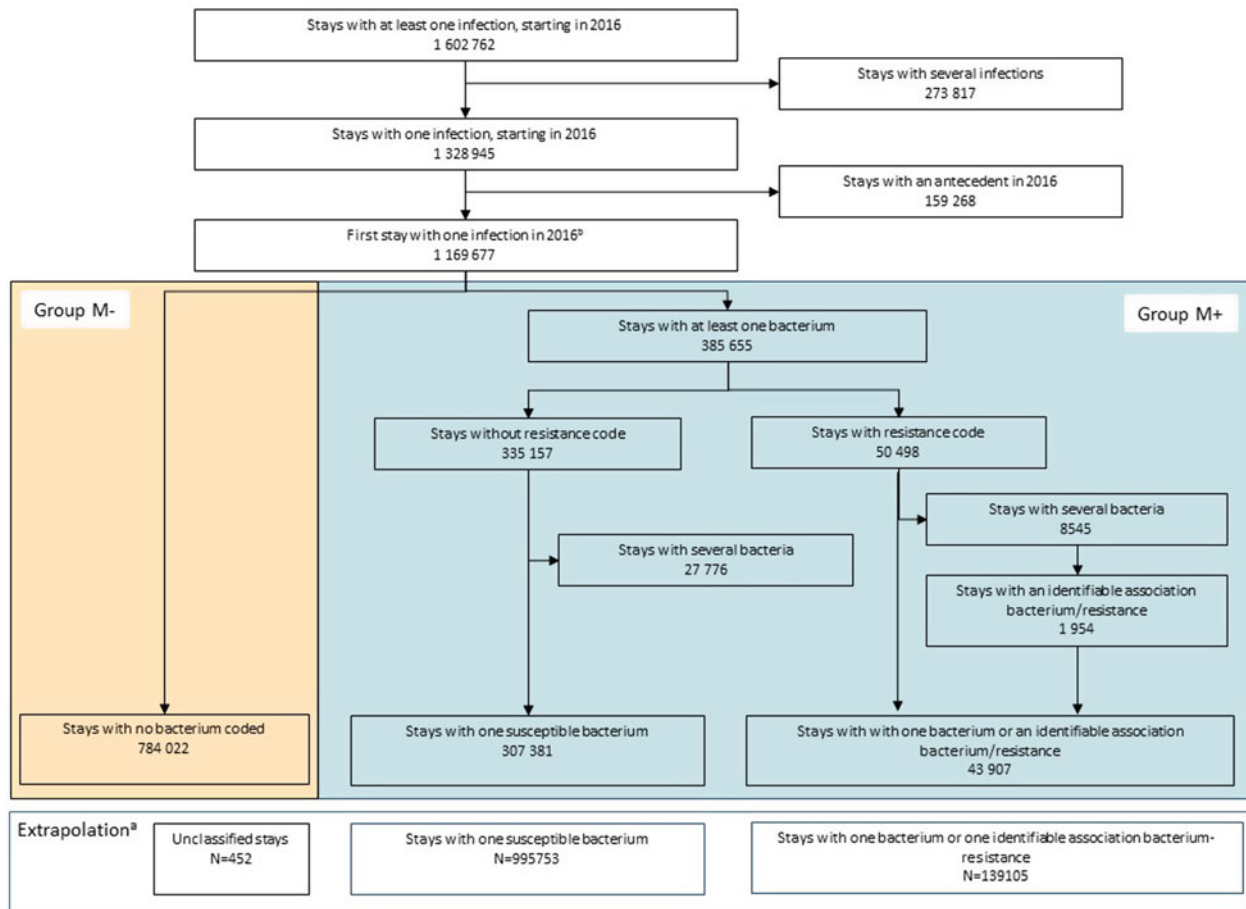 Stays with at least one infection, starting in 2016
1 602 762
Stays with several infections
273 817
Stays with one infection, starting in 2016
1 328 945
Stays with an antecedent in 2016
159 268
First stay with one infection in 2016ᵇ
1 169 677
Group M-
Group M+
Stays with at least one bacterium
385 655
Stays without resistance code
335 157
Stays with resistance code
50 498
Stays with several bacteria
8545
Stays with several bacteria
27 776
Stays with an identifiable association
bacterium/resistance
1 954
Stays with no bacterium coded
784 022
Stays with one susceptible bacterium
307 381
Stays with with one bacterium or an identifiable association
bacterium/resistance
43 907
Extrapolationᵃ
Unclassified stays
N=452
Stays with one susceptible bacterium
N=995753
Stays with one bacterium or one identifiable association bacterium-
resistance
N=139105